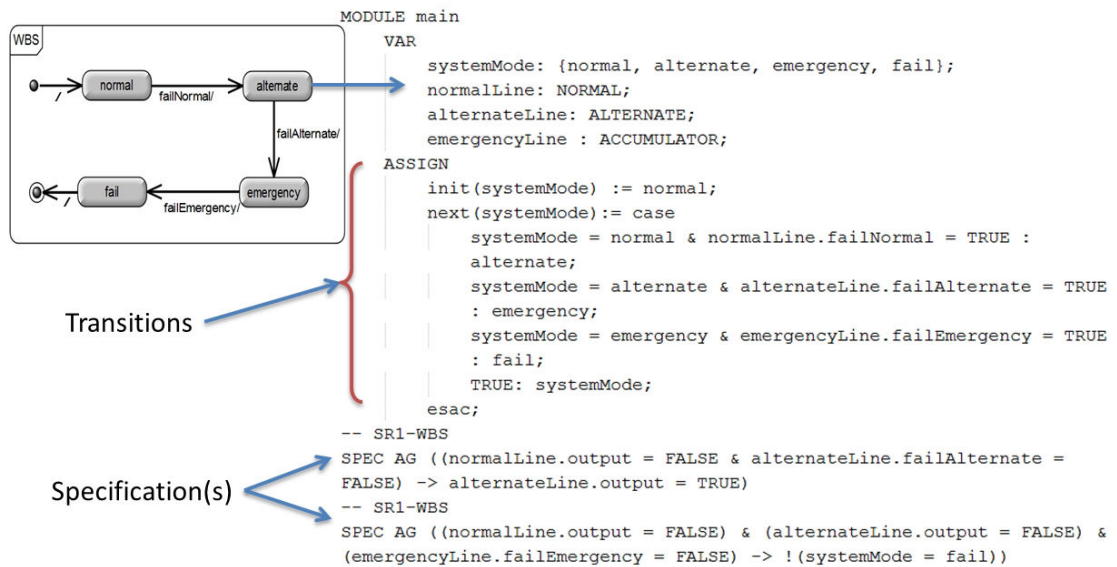 WBS
normal
failNormal/
alternate
/
failAlternate/
fail
emergency
failEmergency/
/
Transitions
Specification(s)
MODULE main
VAR
systemMode: {normal, alternate, emergency, fail};
normalLine: NORMAL;
alternateLine: ALTERNATE;
emergencyLine : ACCUMULATOR;
ASSIGN
init(systemMode) := normal;
next(systemMode):= case
systemMode = normal & normalLine.failNormal = TRUE :
alternate;
systemMode = alternate & alternateLine.failAlternate = TRUE
: emergency;
systemMode = emergency & emergencyLine.failEmergency = TRUE
: fail;
TRUE: systemMode;
esac;
-- SR1-WBS
SPEC AG ((normalLine.output = FALSE & alternateLine.failAlternate =
FALSE) -> alternateLine.output = TRUE)
-- SR1-WBS
SPEC AG ((normalLine.output = FALSE) & (alternateLine.output = FALSE) &
(emergencyLine.failEmergency = FALSE) -> !(systemMode = fail))